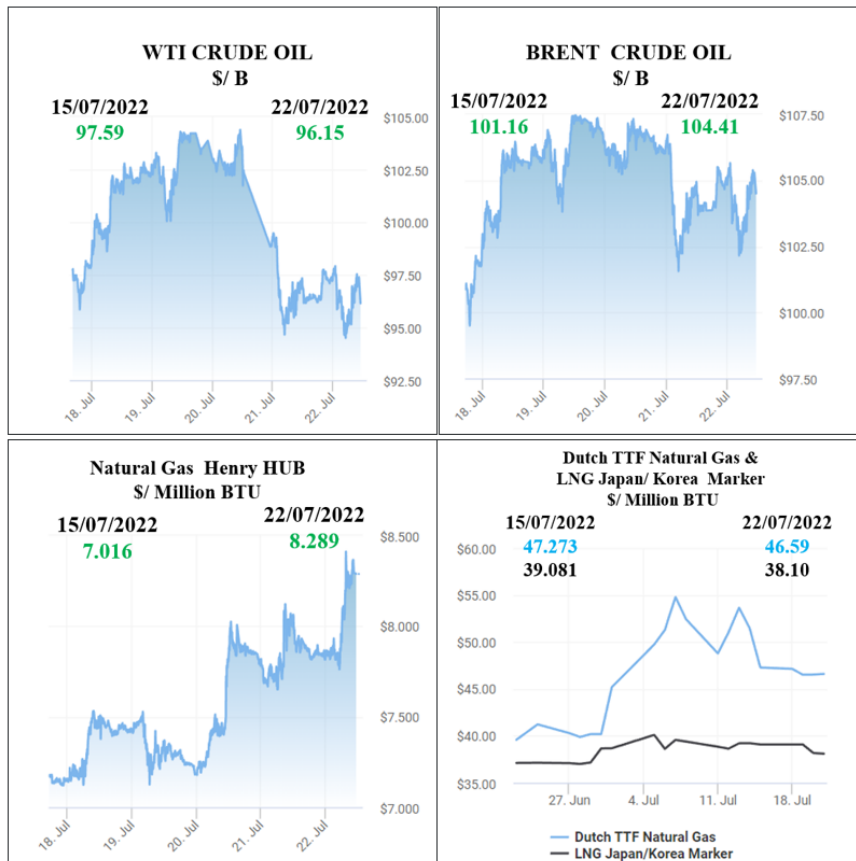 WTI CRUDE OIL
$/ B
15/07/2022 22/07/2022
97.59 96.15
$105.00
$102.50
$100.00
$97.50
$95.00
$92.50
18. Jul 19. Jul 20. Jul 21. Jul 22. Jul
BRENT CRUDE OIL
$/ B
15/07/2022 22/07/2022
101.16 104.41
$107.50
$105.00
$102.50
$100.00
$97.50
18. Jul 19. Jul 20. Jul 21. Jul 22. Jul
Natural Gas Henry HUB
$/ Million BTU
15/07/2022 22/07/2022
7.016 8.289
$8.500
$8.000
$7.500
$7.000
18. Jul 19. Jul 20. Jul 21. Jul 22. Jul
Dutch TTF Natural Gas &
LNG Japan/ Korea Marker
$/ Million BTU
15/07/2022 22/07/2022
47.273 46.59
39.081 38.10
$60.00
$55.00
$50.00
$45.00
$40.00
$35.00
27. Jun 4. Jul 11. Jul 18. Jul
Dutch TTF Natural Gas
LNG Japan/Korea Marker